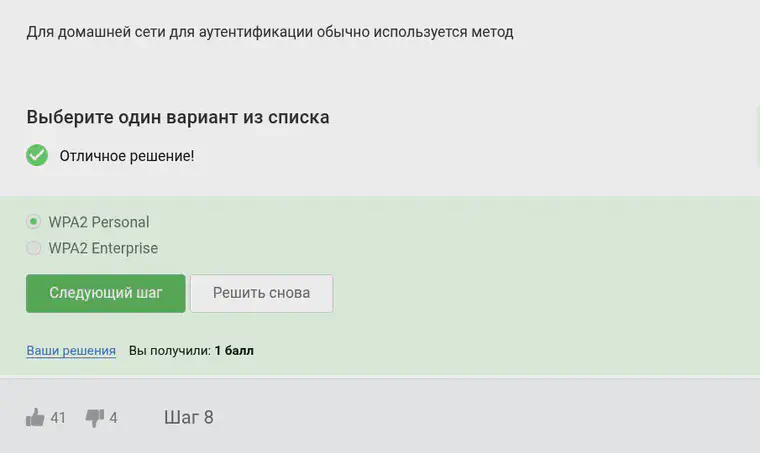 Для домашней сети для аутентификации обычно используется метод
Выберите один вариант из списка
Отличное решение!
WPA2 Personal
WPA2 Enterprise
Следующий шаг Решить снова
Ваши решения Вы получили: 1 балл
41 4 Шаг 8